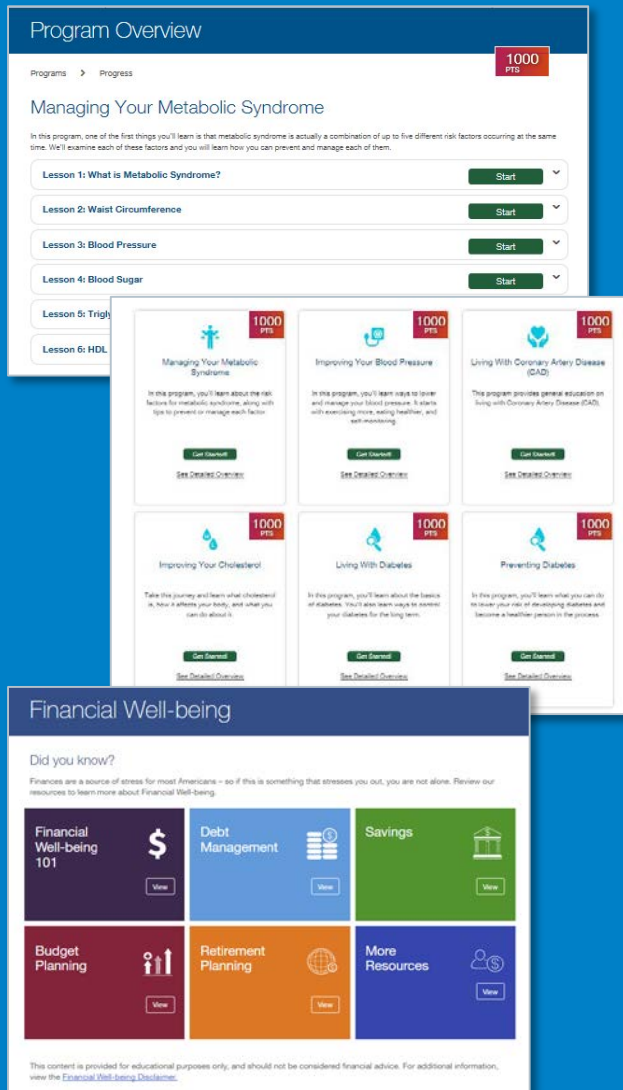 Program Overview
1000
PTS
Programs > Progress
Managing Your Metabolic Syndrome
In this program, one of the first things you'll learn is that metabolic syndrome is actually a combination of up to five different risk factors occurring at the same
time. We'll examine each of these factors and you will learn how you can prevent and manage each of them.
Lesson 1: What is Metabolic Syndrome?
Start
Lesson 2: Waist Circumference
Start
Lesson 3: Blood Pressure
Start
Lesson 4: Blood Sugar
Start
Lesson 5:
Lesson 6: HDL
1000
PTS
Managing Your Metabolic
Syndrome
In this program, you'll learn about the risk
factors for metabolic syndrome, along with
tips to prevent or manage each factor
Get Started!
See Detailed Overview
1000
PTS
Improving Your Blood Pressure
In this program, you'll learn ways to lower
and manage your blood pressure. It starts
with exercising more, eating healthier, and
self-monitoring.
Get Started!
See Detailed Overview
1000
PTS
Living With Coronary Artery Disease
(CAD)
This program provides general education on
living with Coronary Artery Disease (CAD).
Get Started!
See Detailed Overview
1000
PTS
Improving Your Cholesterol
Take this journey and learn what cholesterol
is, how it affects your body, and what you
can do about it.
Get Started!
See Detailed Overview
1000
PTS
Living With Diabetes
In this program, you'll learn about the basics
of diabetes. You'll also learn ways to control
your diabetes for the long term.
Get Started!
See Detailed Overview
1000
PTS
Preventing Diabetes
In this program, you'll learn what you can do
to lower your risk of developing diabetes and
become a healthier person in the process
Get Started!
See Detailed Overview
Financial Well-being
Did you know?
Finances are a source of stress for most Americans – so if this is something that stresses you out, you are not alone. Review our
resources to learn more about Financial Well-being.
Financial
Well-being
101
View
Debt
Management
View
Savings
View
Budget
Planning
View
Retirement
Planning
View
More
Resources
View
This content is provided for educational purposes only, and should not be considered financial advice. For additional information,
view the Financial Well-being Disclaimer.